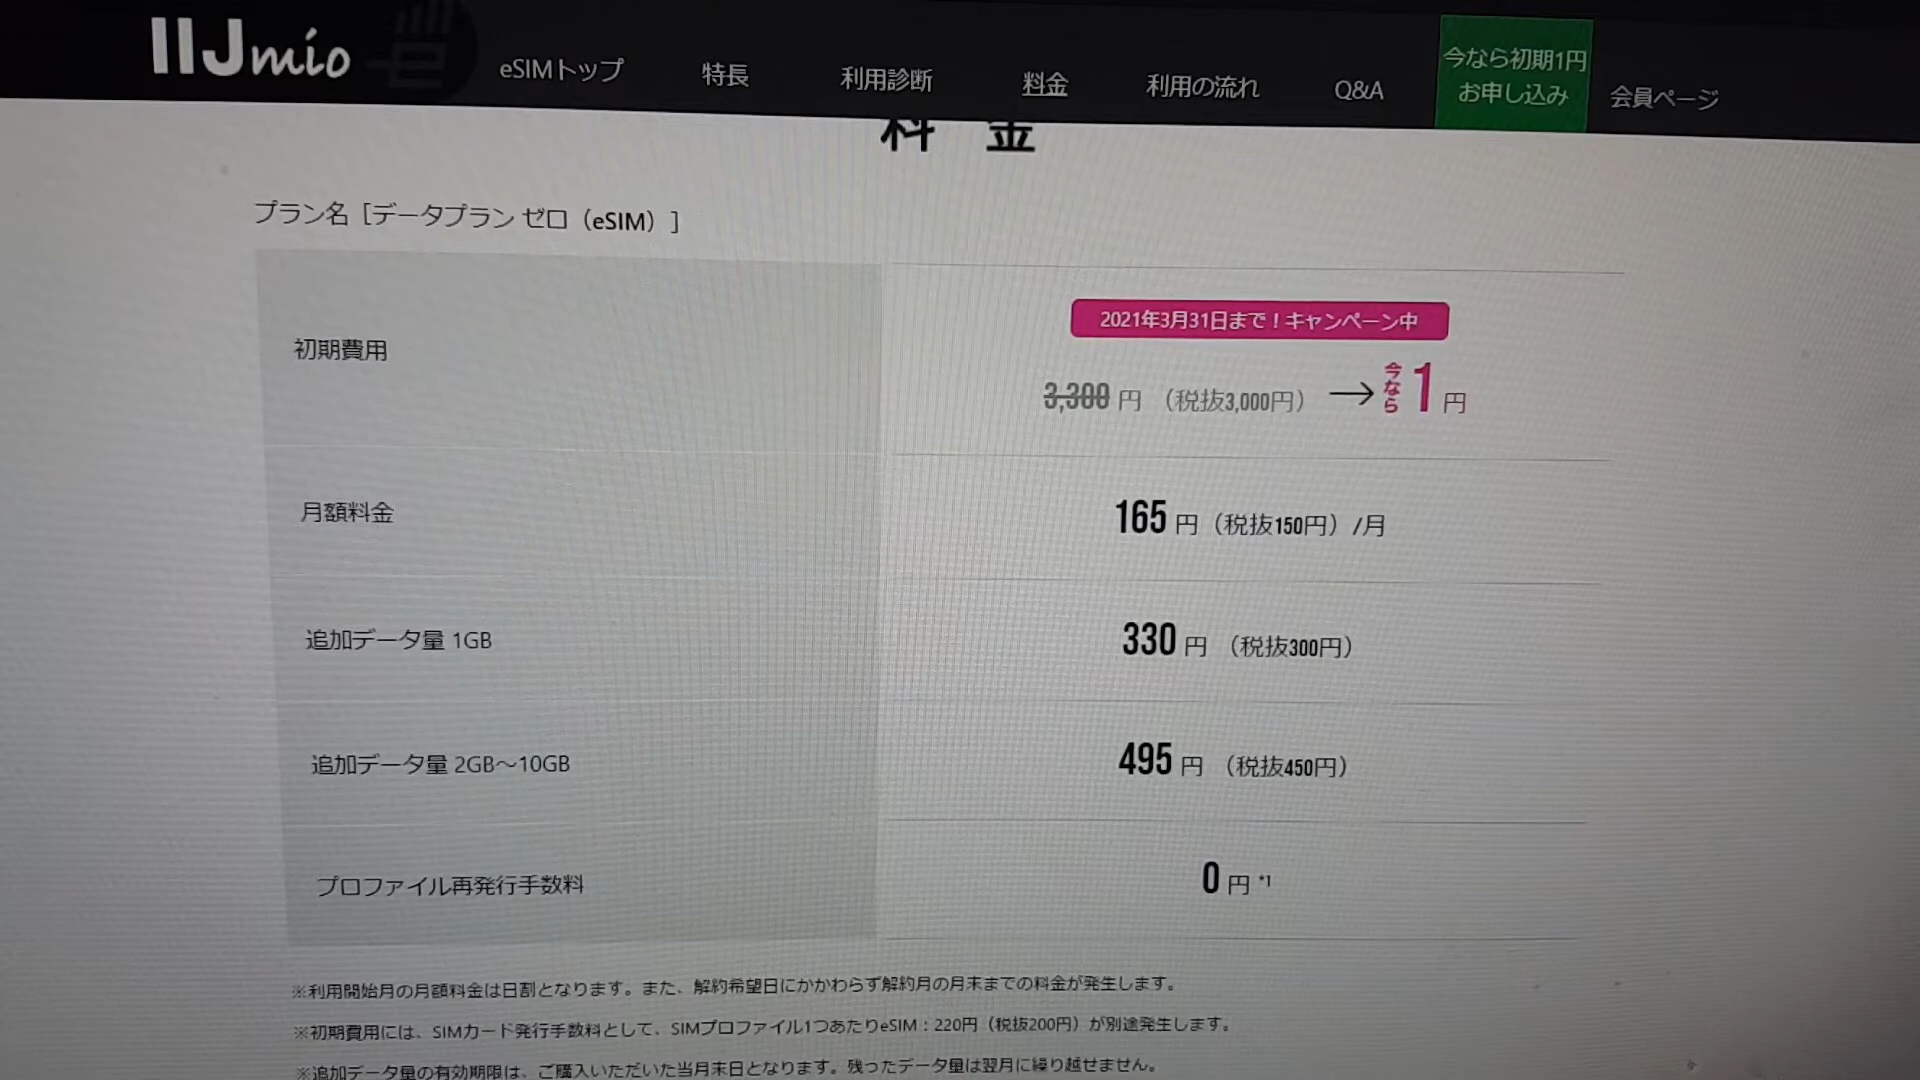 IIJmio
eSIMトップ
特長
利用診断
料金
利用の流れ
Q&A
今なら初期1円
お申し込み
会員ページ
料金
プラン名［データプラン ゼロ（eSIM）］
初期費用
2021年3月31日まで！キャンペーン中
3,300 円 （税抜3,000円） → 今なら 1 円
月額料金
165 円（税抜150円）/月
追加データ量 1GB
330 円 （税抜300円）
追加データ量 2GB～10GB
495 円 （税抜450円）
プロファイル再発行手数料
0 円 *1
※利用開始月の月額料金は日割となります。また、解約希望日にかかわらず解約月の月末までの料金が発生します。
※初期費用には、SIMカード発行手数料として、SIMプロファイル1つあたりeSIM：220円（税抜200円）が別途発生します。
※追加データ量の有効期限は、ご購入いただいた当月末日となります。残ったデータ量は翌月に繰り越せません。